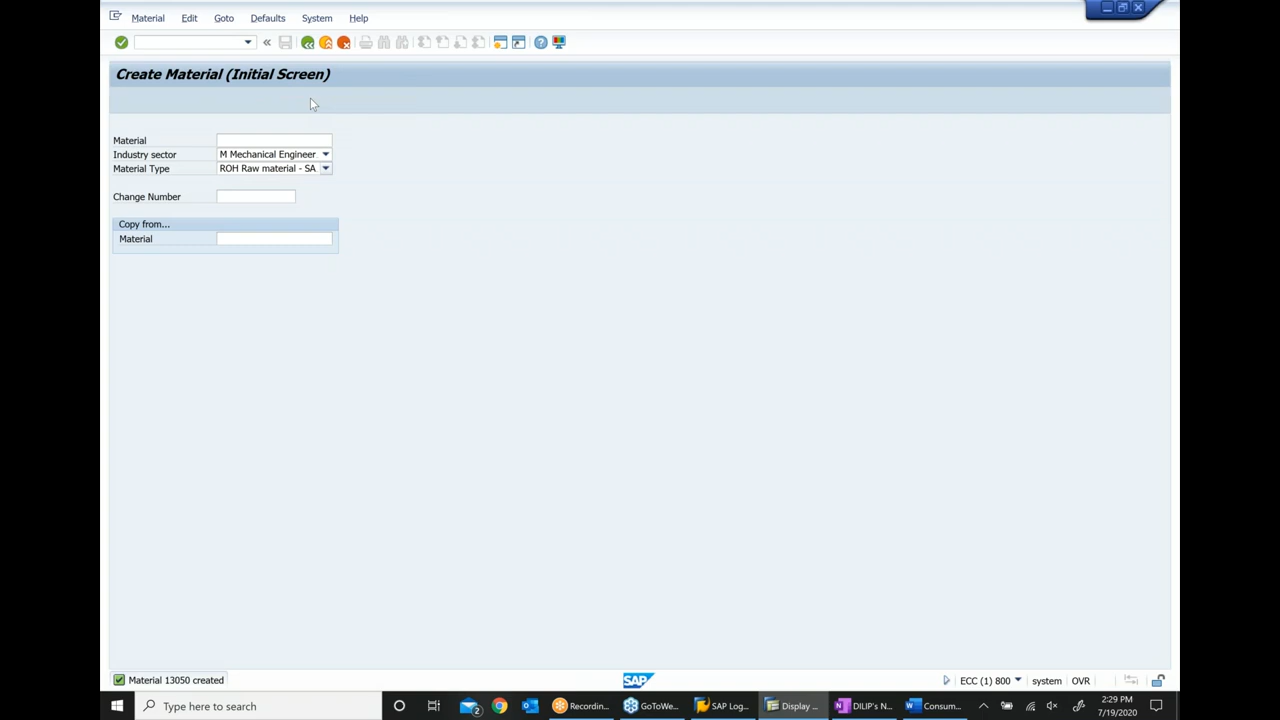 Material Edit Goto Defaults System Help
Create Material (Initial Screen)
Material
Industry sector M Mechanical Engineer
Material Type ROH Raw material - SA
Change Number
Copy from...
Material
Material 13050 created
SAP
ECC (1) 800 system OVR
Type here to search
2
Recordin...
GoToWe...
SAP Log...
Display ...
DILIP's N...
Consum...
2:29 PM
7/19/2020